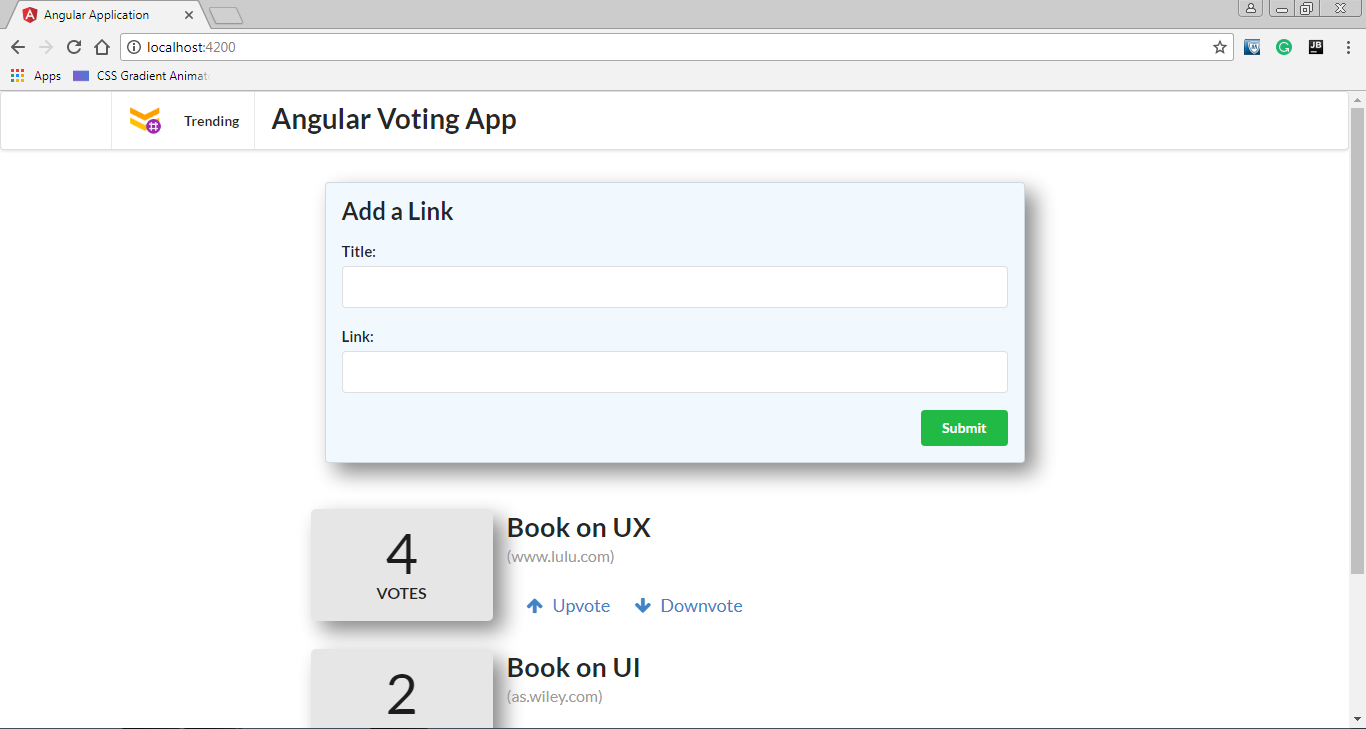 Angular Application
localhost:4200
JB
Apps
CSS Gradient Animat
Trending
Angular Voting App
Add a Link
Title:
Link:
Submit
4
VOTES
Book on UX
(www.lulu.com)
Upvote
Downvote
2
Book on UI
(as.wiley.com)